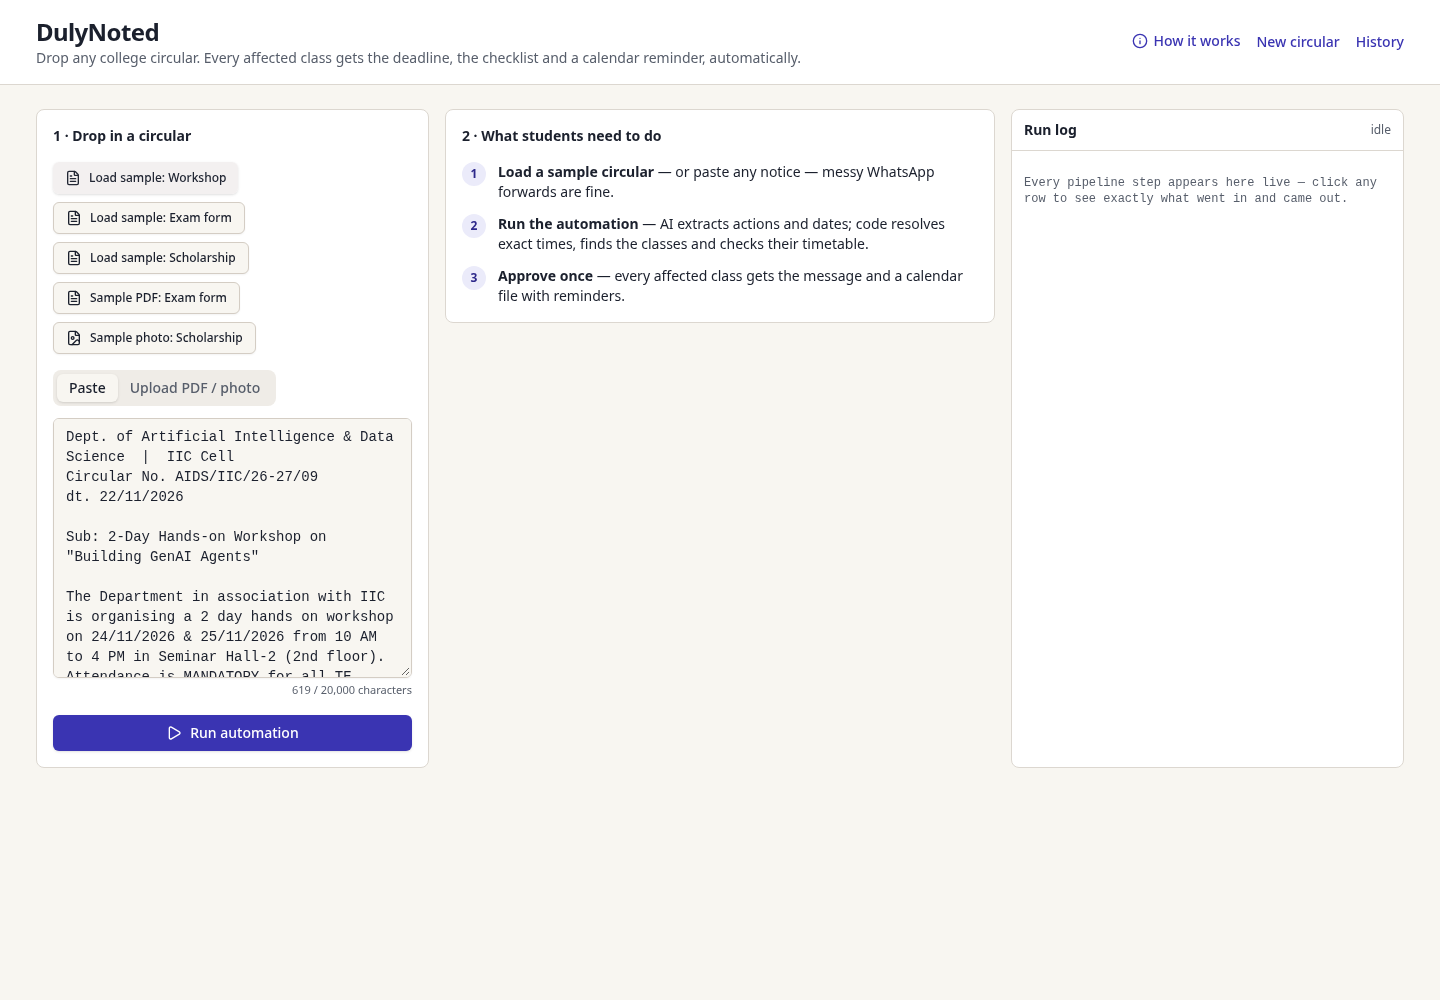 DulyNoted
Drop any college circular. Every affected class gets the deadline, the checklist and a calendar reminder, automatically.
How it works
New circular
History
1 · Drop in a circular
Load sample: Workshop
Load sample: Exam form
Load sample: Scholarship
Sample PDF: Exam form
Sample photo: Scholarship
Paste
Upload PDF / photo
Dept. of Artificial Intelligence & Data
Science  |  IIC Cell
Circular No. AIDS/IIC/26-27/09
dt. 22/11/2026
Sub: 2-Day Hands-on Workshop on
"Building GenAI Agents"
The Department in association with IIC
is organising a 2 day hands on workshop
on 24/11/2026 & 25/11/2026 from 10 AM
to 4 PM in Seminar Hall-2 (2nd floor).
Attendance is MANDATORY for all TE
619 / 20,000 characters
Run automation
2 · What students need to do
1
Load a sample circular — or paste any notice — messy WhatsApp
forwards are fine.
2
Run the automation — AI extracts actions and dates; code resolves
exact times, finds the classes and checks their timetable.
3
Approve once — every affected class gets the message and a calendar
file with reminders.
Run log
idle
Every pipeline step appears here live — click any
row to see exactly what went in and came out.